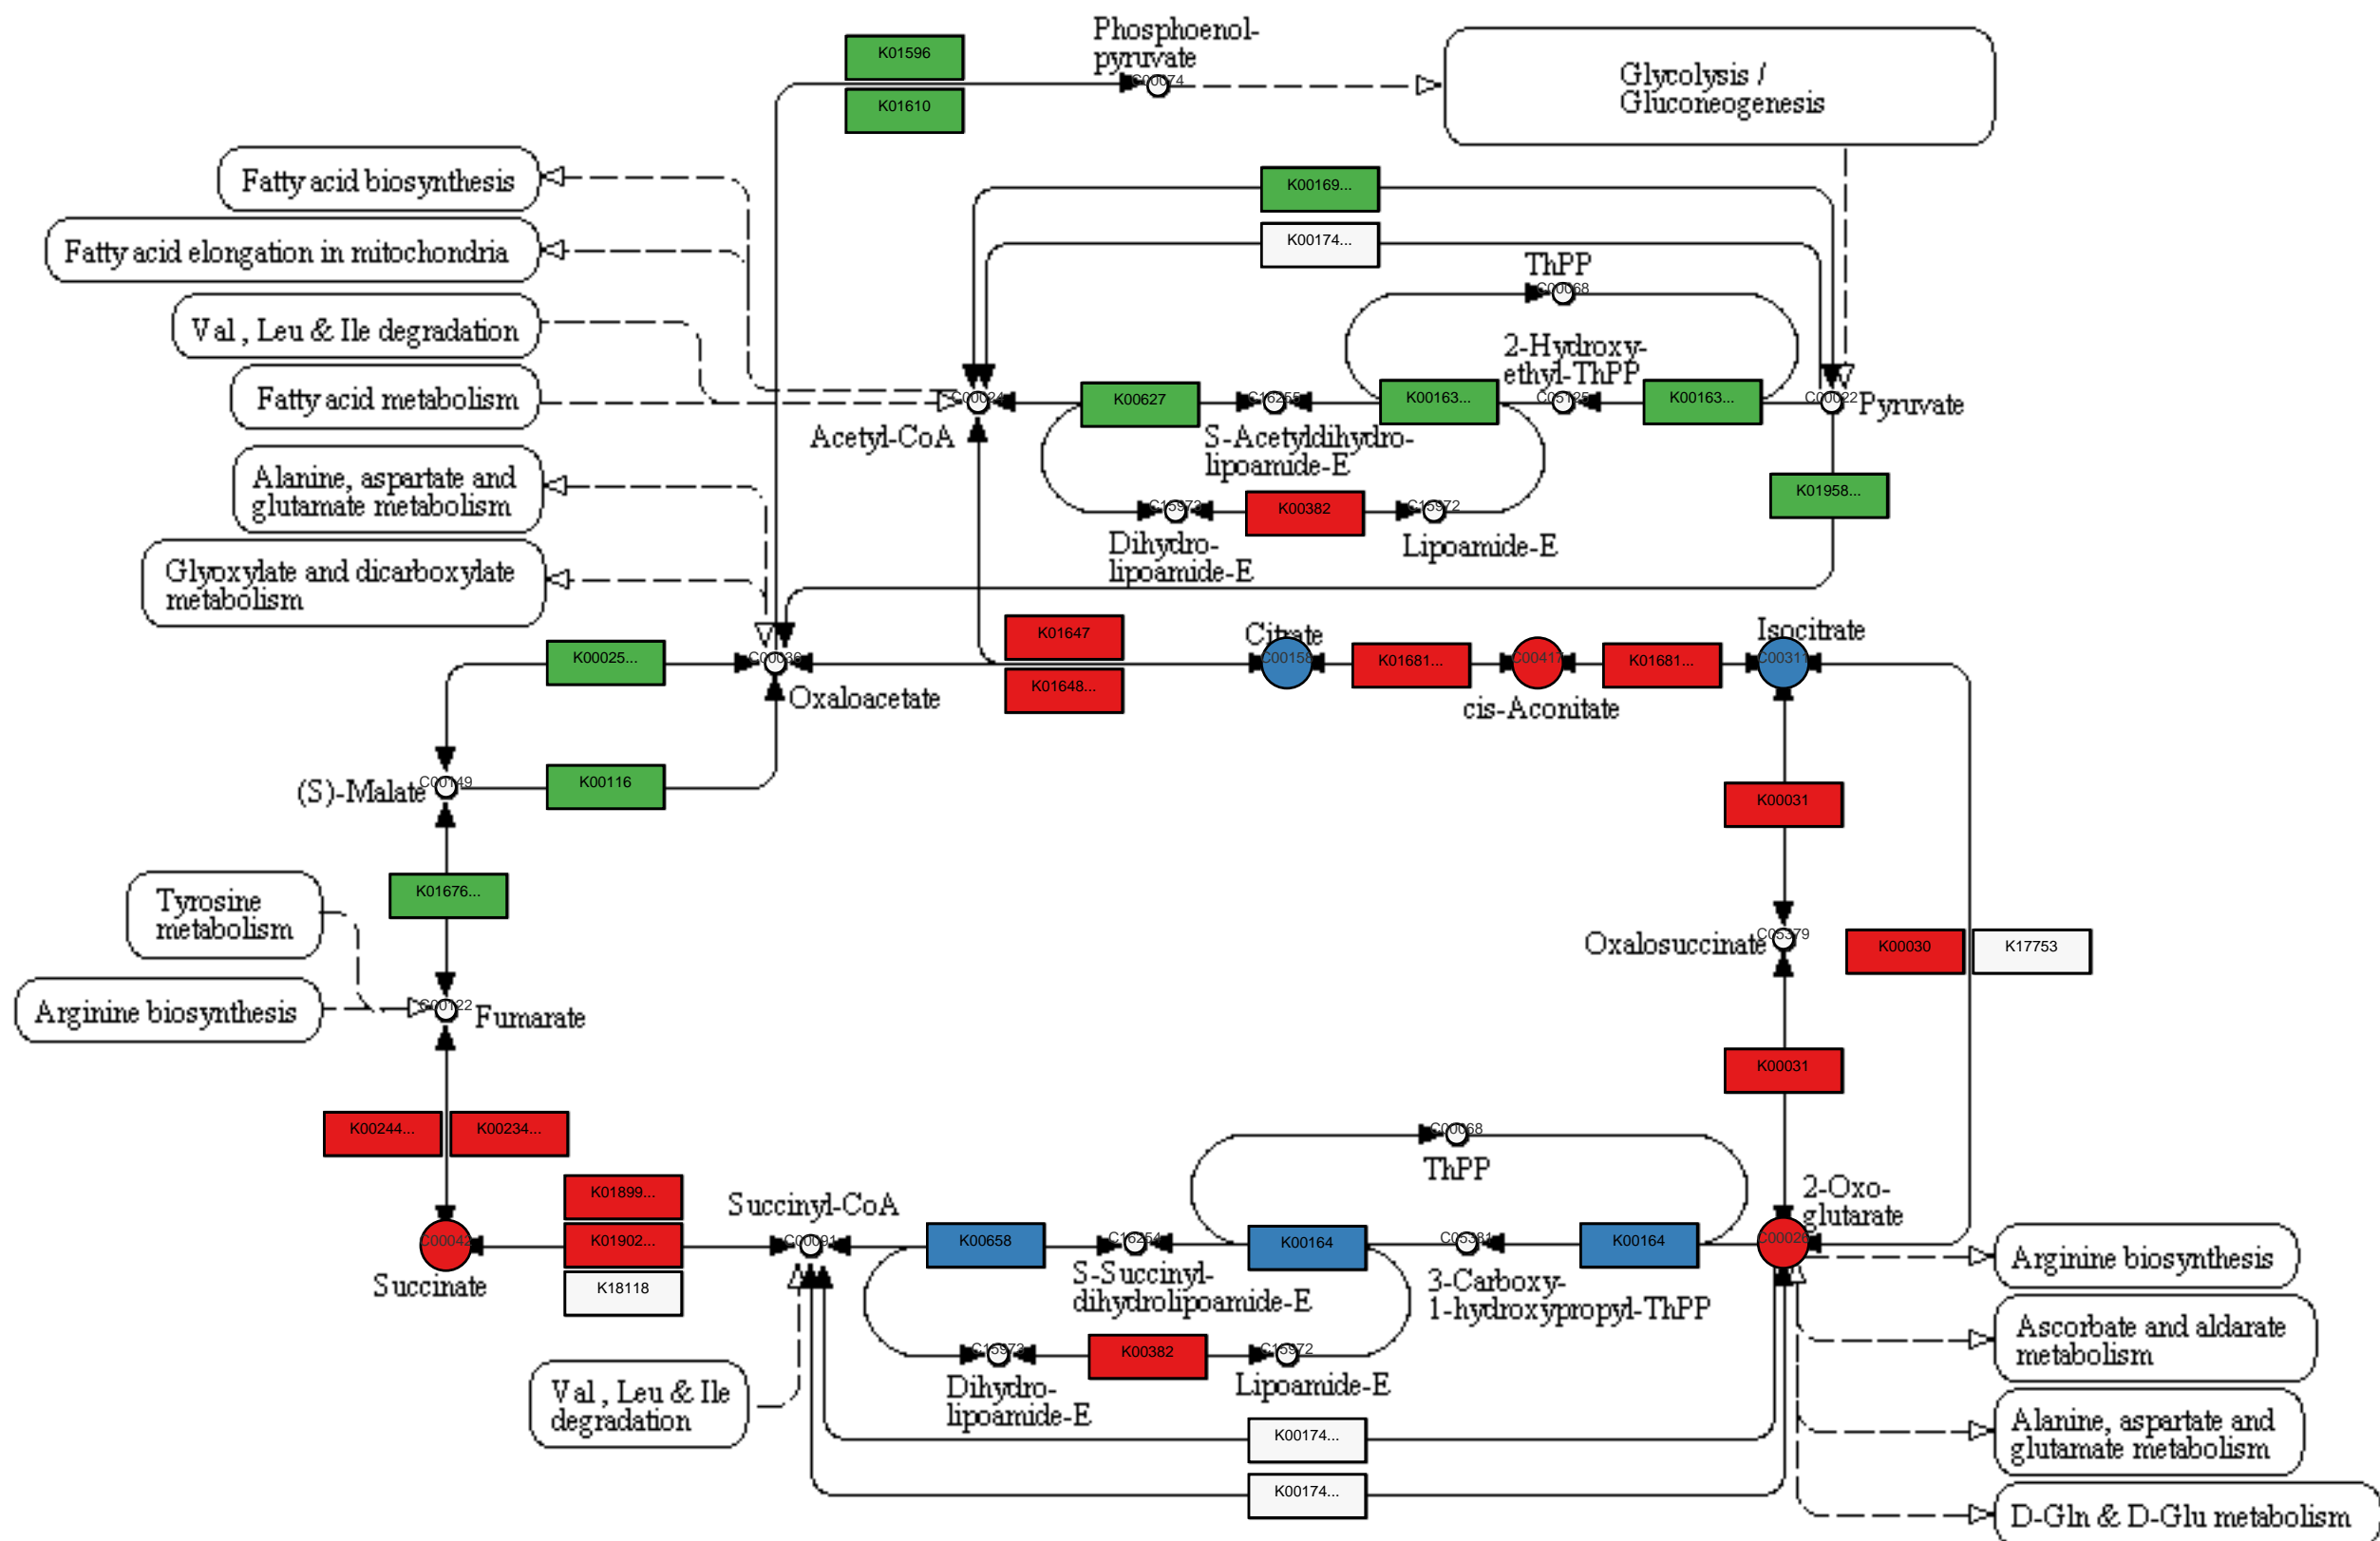 Phosphoenol-
pyruvate
C00074
K01596
K01610
Glycolysis /
Gluconeogenesis
Fatty acid biosynthesis
Fatty acid elongation in mitochondria
Val , Leu & Ile degradation
Fatty acid metabolism
Alanine, aspartate and
glutamate metabolism
Glyoxylate and dicarboxylate
metabolism
K00169...
K00174...
ThPP
C00068
2-Hydroxy-
ethyl-ThPP
C00024
Acetyl-CoA
K00627
C16255
S-Acetyldihydro-
lipoamide-E
K00163...
C05125
K00163...
C00022
Pyruvate
K01958...
C15973
K00382
C15972
Dihydro-
lipoamide-E
Lipoamide-E
K00025...
C00036
Oxaloacetate
K01647
K01648...
Citrate
C00158
K01681...
C00417
cis-Aconitate
K01681...
Isocitrate
C00311
(S)-Malate
C00149
K00116
K00031
K01676...
Tyrosine
metabolism
Arginine biosynthesis
C00122
Fumarate
Oxalosuccinate
C05379
K00030
K17753
K00031
K00244...
K00234...
K01899...
K01902...
K18118
C00042
Succinate
Succinyl-CoA
C00091
K00658
C16254
S-Succinyl-
dihydrolipoamide-E
K00164
C00068
ThPP
C05381
3-Carboxy-
1-hydroxypropyl-ThPP
K00164
2-Oxo-
glutarate
C00026
C15973
K00382
C15972
Dihydro-
lipoamide-E
Lipoamide-E
Val , Leu & Ile
degradation
K00174...
K00174...
Arginine biosynthesis
Ascorbate and aldarate
metabolism
Alanine, aspartate and
glutamate metabolism
D-Gln & D-Glu metabolism